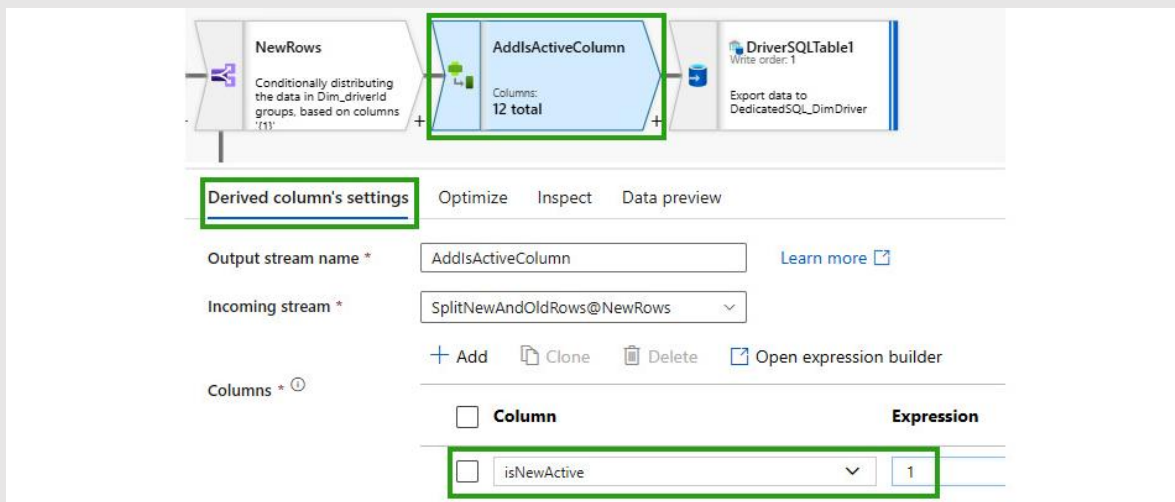 NewRows
Conditionally distributing
the data in Dim_driverId
groups, based on columns
'{1}'
+
AddIsActiveColumn
Columns:
12 total
+
DriverSQLTable1
Write order: 1
Export data to
DedicatedSQL_DimDriver
Derived column's settings Optimize Inspect Data preview
Output stream name * AddIsActiveColumn Learn more
Incoming stream * SplitNewAndOldRows@NewRows
+ Add Clone Delete Open expression builder
Columns *
Column Expression
isNewActive 1